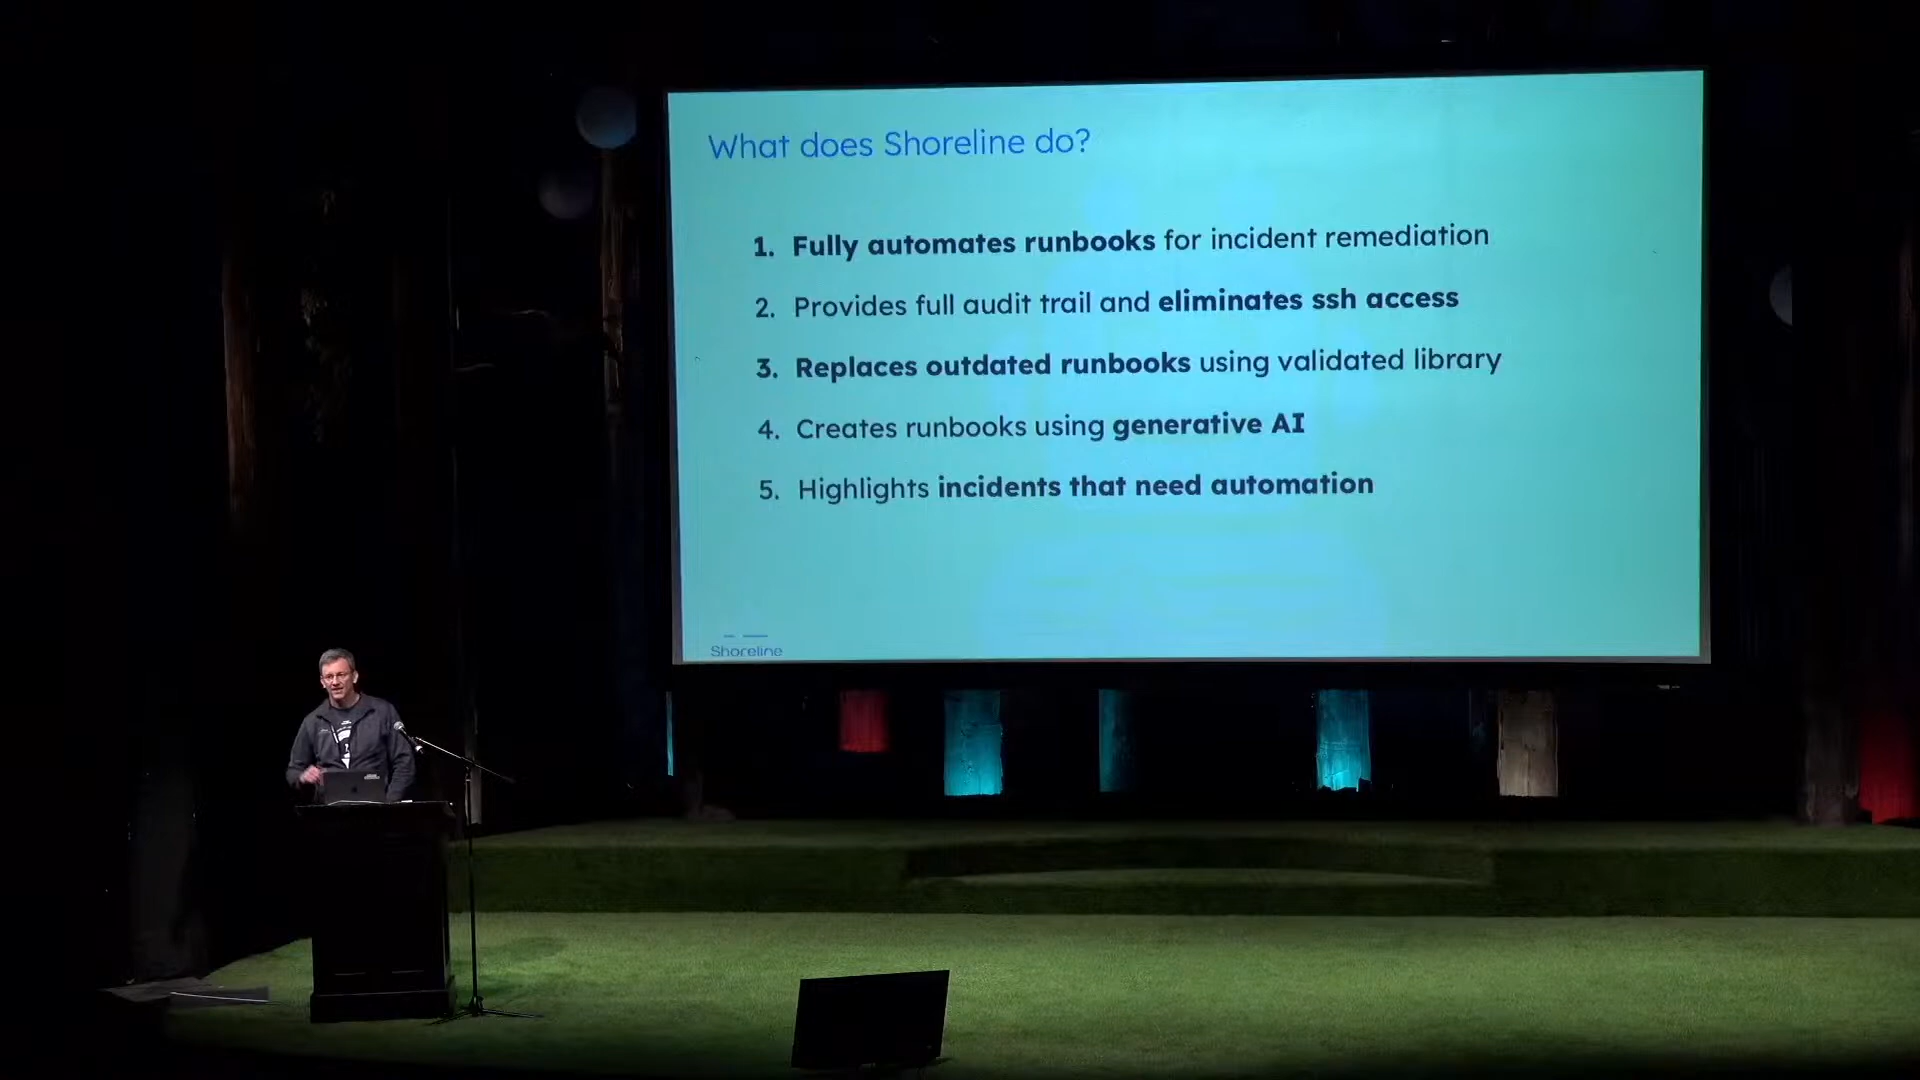 What does Shoreline do?
1. Fully automates runbooks for incident remediation
2. Provides full audit trail and eliminates ssh access
3. Replaces outdated runbooks using validated library
4. Creates runbooks using generative AI
5. Highlights incidents that need automation
Shoreline